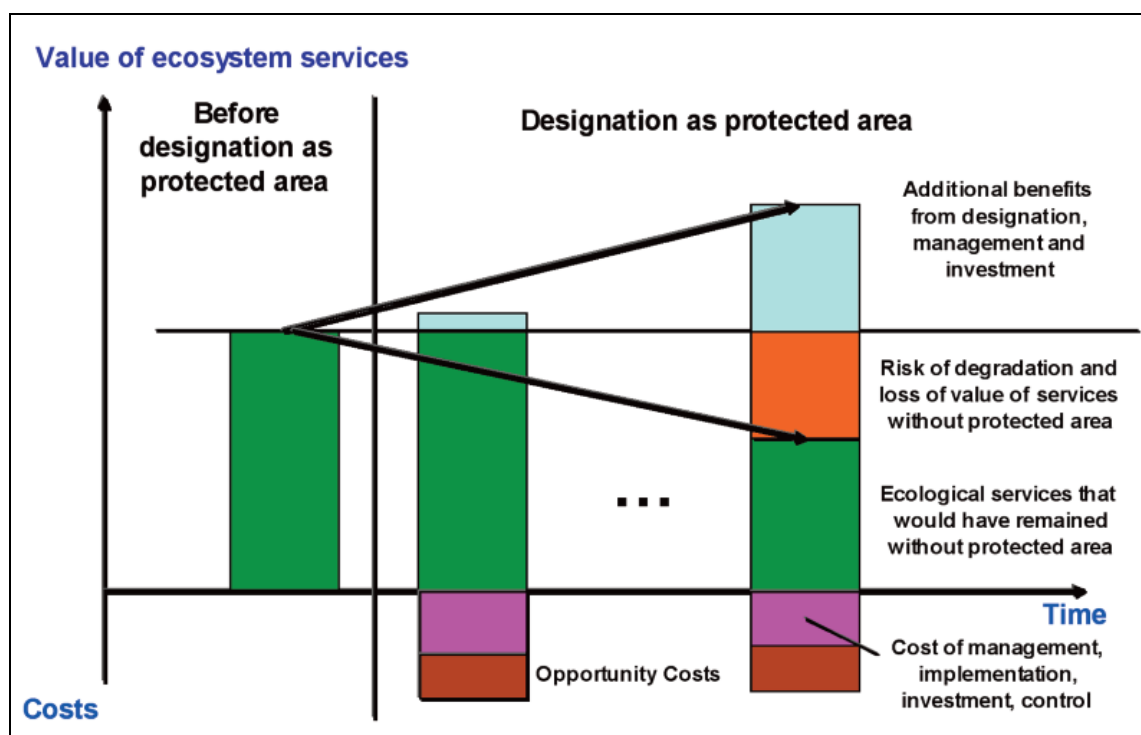 Value of ecosystem services
Before
designation as
protected area
Designation as protected area
Additional benefits
from designation,
management and
investment
Risk of degradation and
loss of value of services
without protected area
...
Ecological services that
would have remained
without protected area
Time
Opportunity Costs
Cost of management,
implementation,
investment, control
Costs